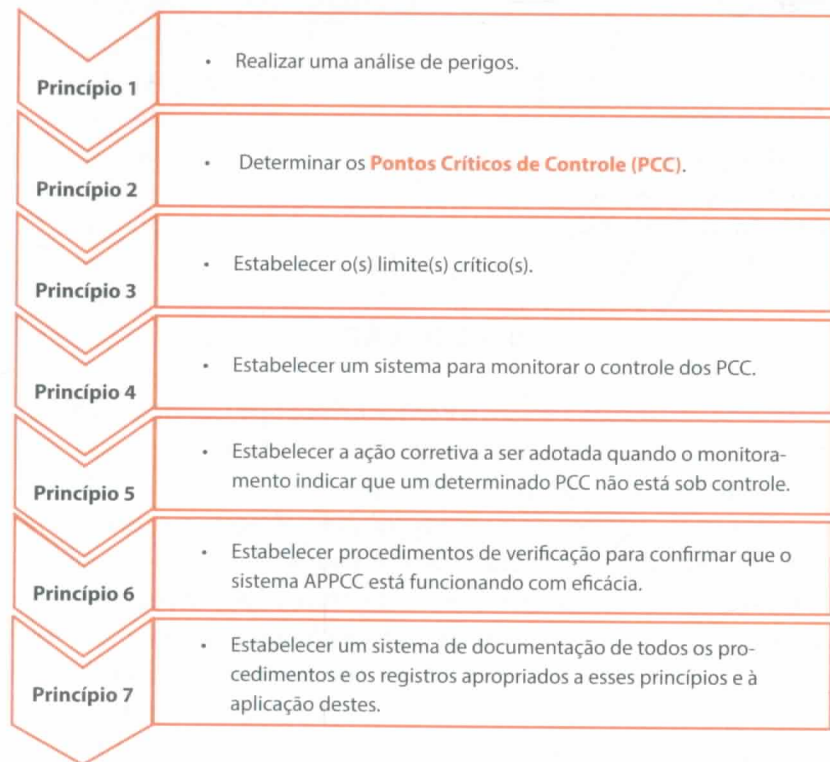 Princípio 1
• Realizar uma análise de perigos.
Princípio 2
• Determinar os Pontos Críticos de Controle (PCC).
Princípio 3
• Estabelecer o(s) limite(s) crítico(s).
Princípio 4
• Estabelecer um sistema para monitorar o controle dos PCC.
Princípio 5
• Estabelecer a ação corretiva a ser adotada quando o monitora-
mento indicar que um determinado PCC não está sob controle.
Princípio 6
• Estabelecer procedimentos de verificação para confirmar que o
sistema APPCC está funcionando com eficácia.
Princípio 7
• Estabelecer um sistema de documentação de todos os pro-
cedimentos e os registros apropriados a esses princípios e à
aplicação destes.